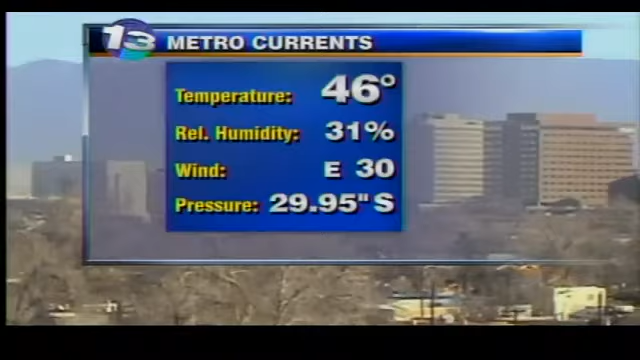 13 METRO CURRENTS
Temperature: 46°
Rel. Humidity: 31%
Wind: E 30
Pressure: 29.95" S